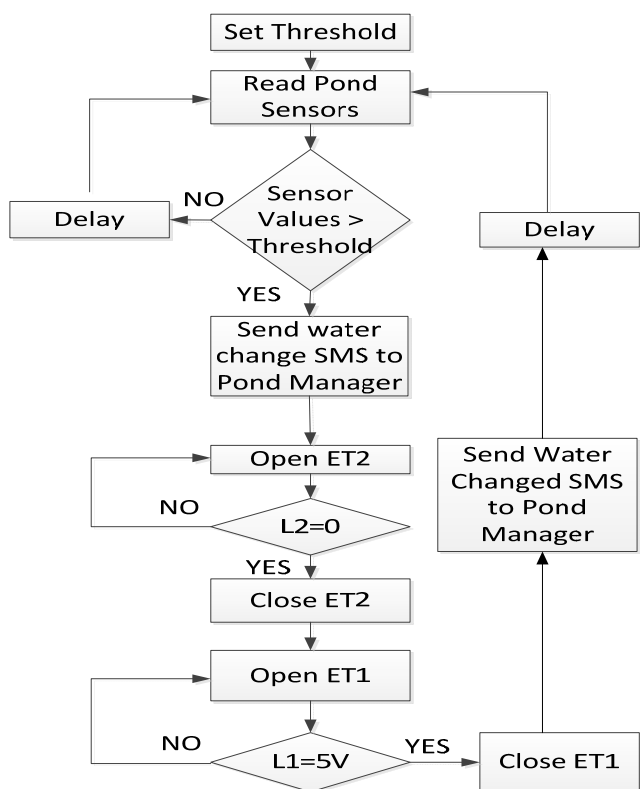 Set Threshold
Read Pond
Sensors
NO
Sensor
Values >
Threshold
Delay
Delay
YES
Send water
change SMS to
Pond Manager
Open ET2
NO
L2=0
YES
Close ET2
Open ET1
NO
L1=5V
YES
Close ET1
Send Water
Changed SMS
to Pond
Manager